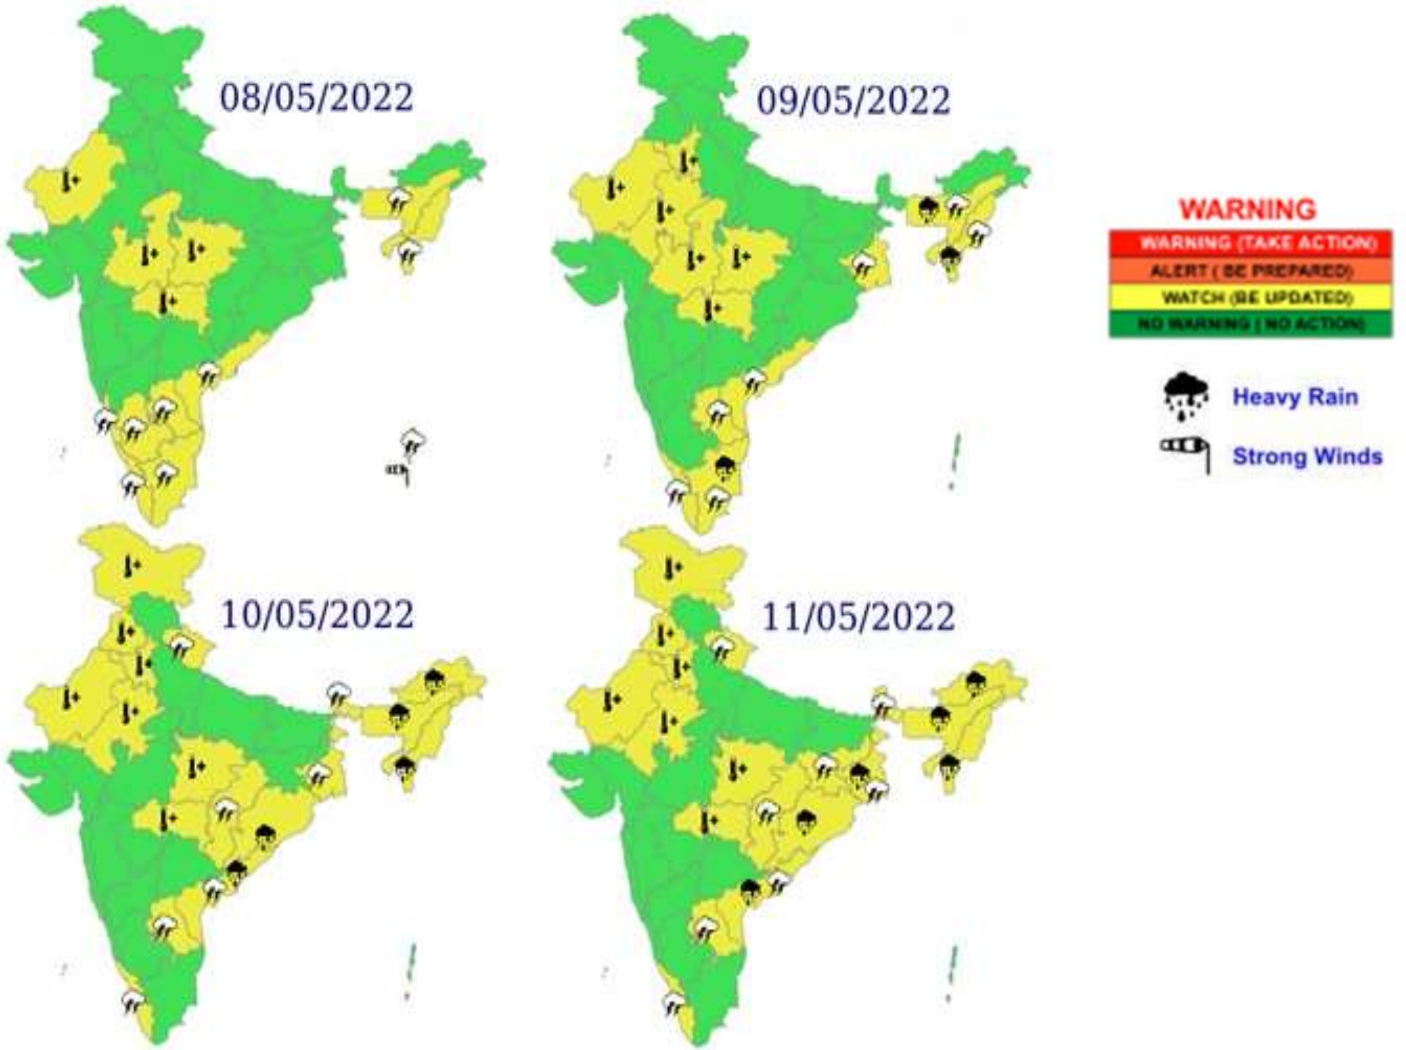 08/05/2022
09/05/2022
WARNING
WARNING (TAKE ACTION)
ALERT ( BE PREPARED)
WATCH (BE UPDATED)
NO WARNING ( NO ACTION)
Heavy Rain
Strong Winds
10/05/2022
11/05/2022